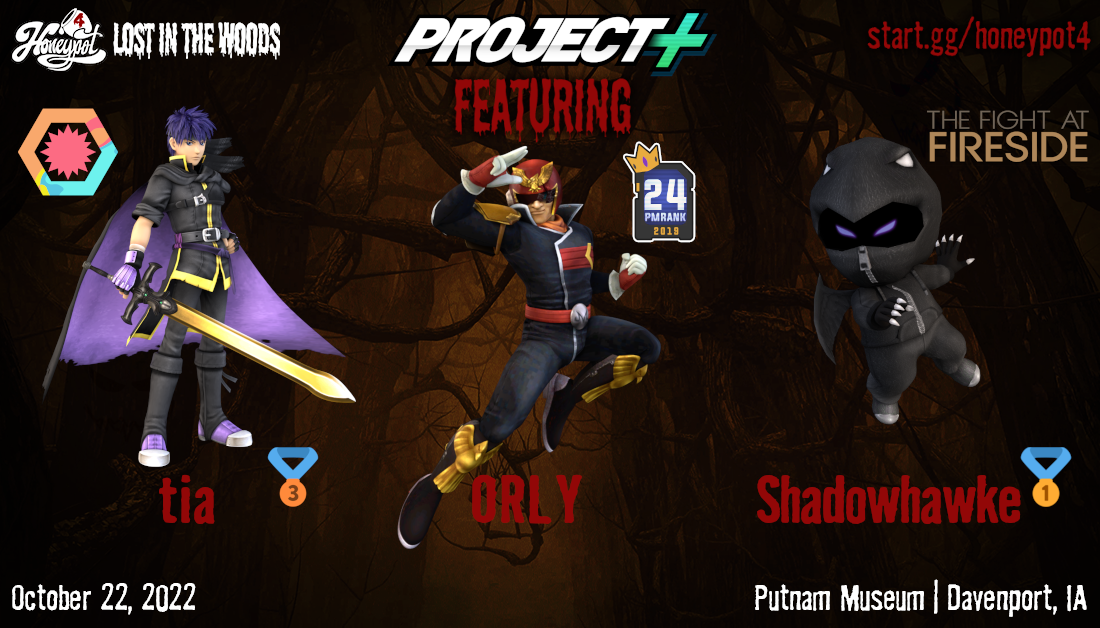 4
Honeypot
LOST IN THE WOODS
PROJECT+
start.gg/honeypot4
FEATURING
THE FIGHT AT
FIRESIDE
24
PMRANK
2019
3
1
tia
ORLY
Shadowhawke
October 22, 2022
Putnam Museum | Davenport, IA